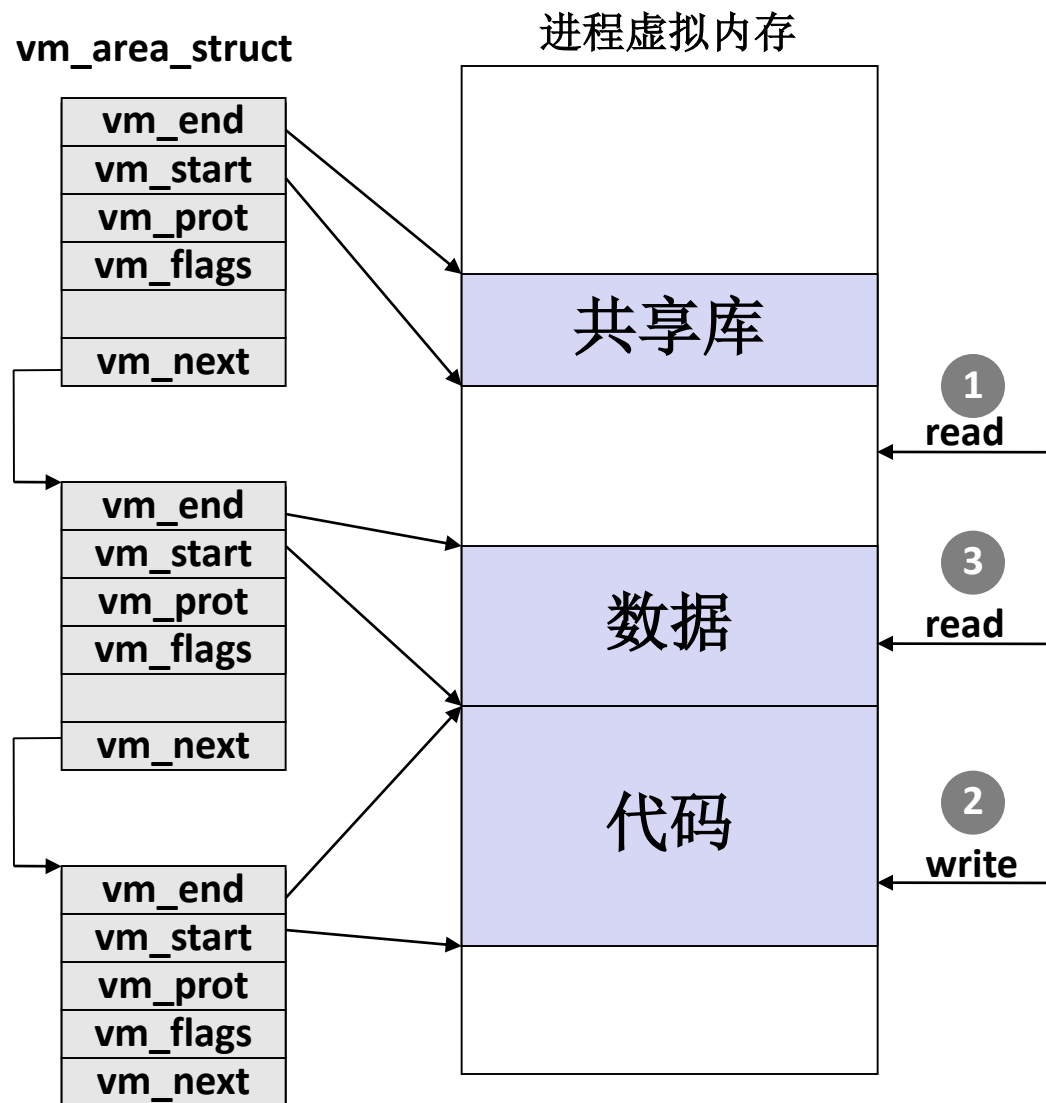 进程虚拟内存
vm_area_struct
vm_end
vm_start
vm_prot
vm_flags
vm_next
共享库
1
read
vm_end
vm_start
vm_prot
vm_flags
vm_next
数据
3
read
代码
2
write
vm_end
vm_start
vm_prot
vm_flags
vm_next